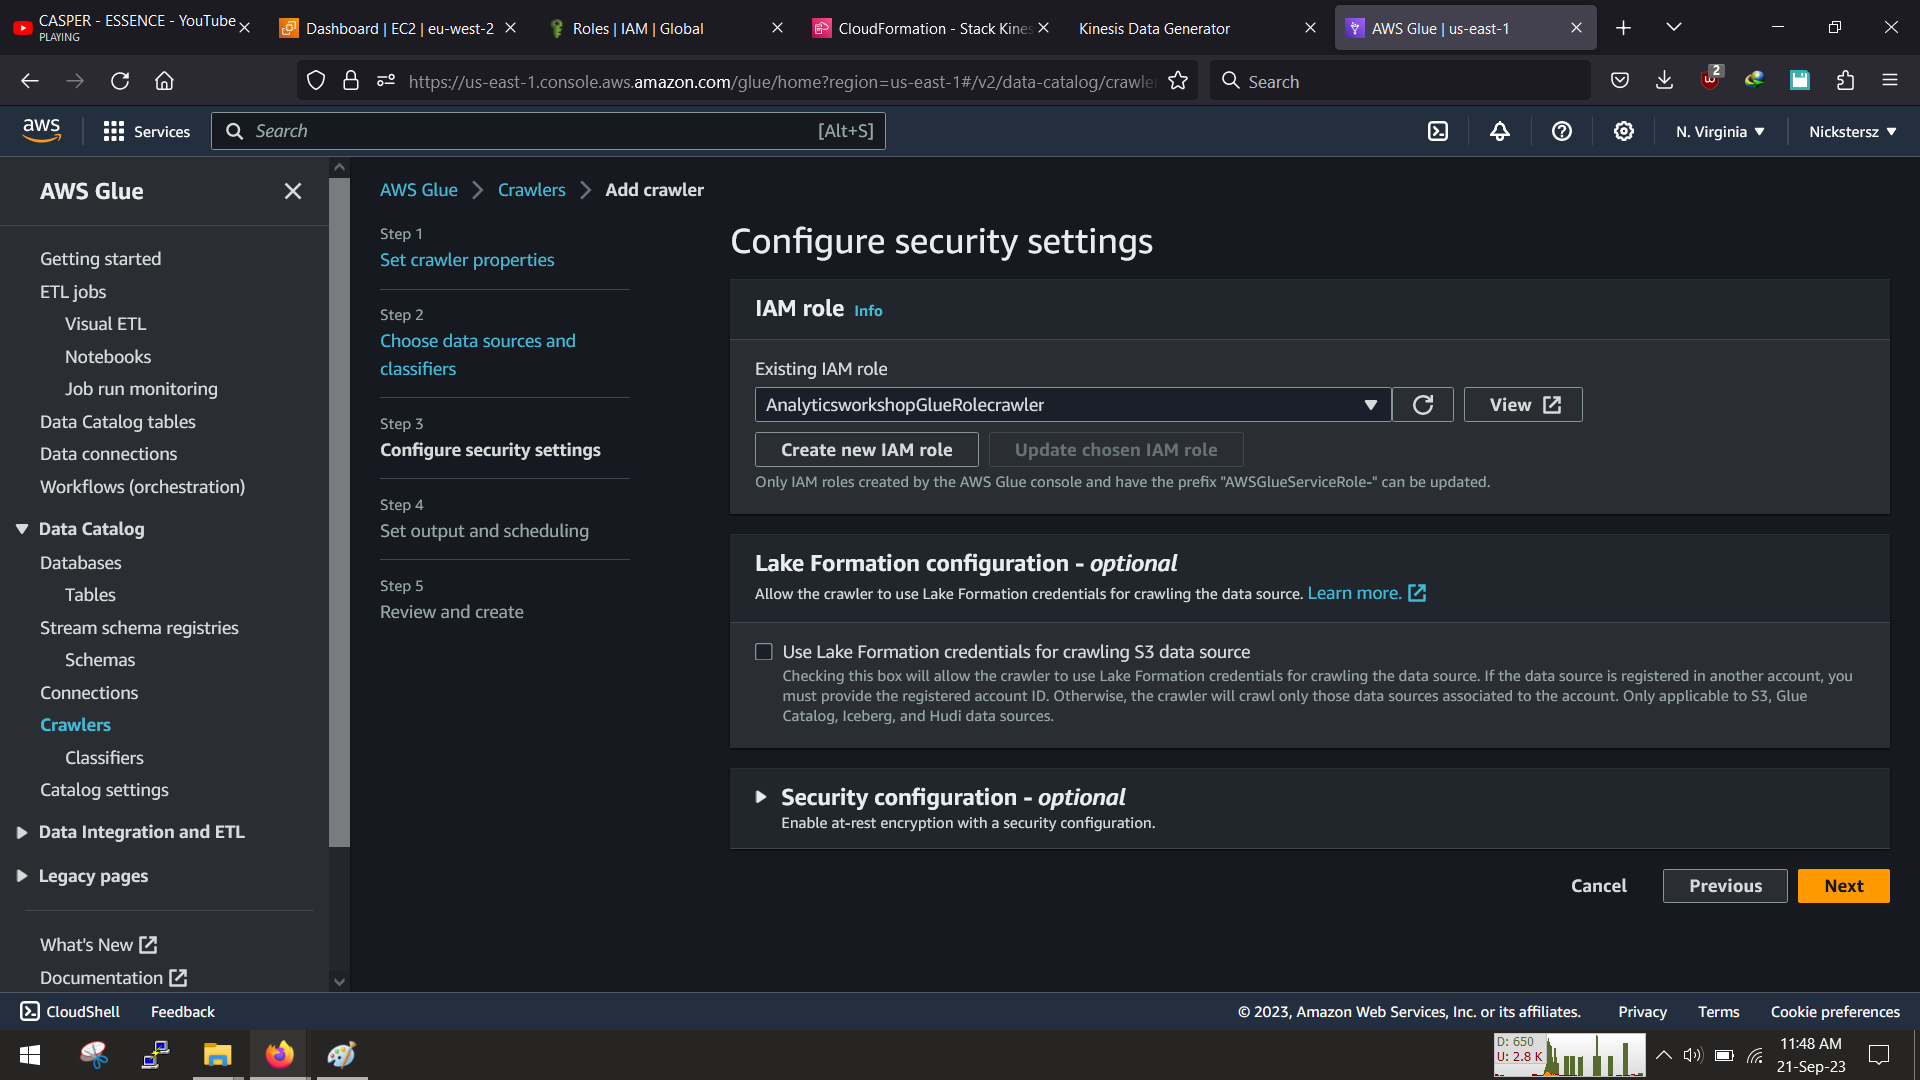 CASPER - ESSENCE - YouTube
PLAYING
Dashboard | EC2 | eu-west-2
Roles | IAM | Global
CloudFormation - Stack Kines
Kinesis Data Generator
AWS Glue | us-east-1
https://us-east-1.console.aws.amazon.com/glue/home?region=us-east-1#/v2/data-catalog/crawler
Search
2
aws
Services
Search
[Alt+S]
N. Virginia
Nickstersz
AWS Glue
Getting started
ETL jobs
Visual ETL
Notebooks
Job run monitoring
Data Catalog tables
Data connections
Workflows (orchestration)
Data Catalog
Databases
Tables
Stream schema registries
Schemas
Connections
Crawlers
Classifiers
Catalog settings
Data Integration and ETL
Legacy pages
What's New
Documentation
AWS Glue
Crawlers
Add crawler
Step 1
Set crawler properties
Step 2
Choose data sources and
classifiers
Step 3
Configure security settings
Step 4
Set output and scheduling
Step 5
Review and create
Configure security settings
IAM role Info
Existing IAM role
AnalyticsworkshopGlueRolecrawler
View
Create new IAM role
Update chosen IAM role
Only IAM roles created by the AWS Glue console and have the prefix "AWSGlueServiceRole-" can be updated.
Lake Formation configuration - optional
Allow the crawler to use Lake Formation credentials for crawling the data source. Learn more.
Use Lake Formation credentials for crawling S3 data source
Checking this box will allow the crawler to use Lake Formation credentials for crawling the data source. If the data source is registered in another account, you
must provide the registered account ID. Otherwise, the crawler will crawl only those data sources associated to the account. Only applicable to S3, Glue
Catalog, Iceberg, and Hudi data sources.
Security configuration - optional
Enable at-rest encryption with a security configuration.
Cancel
Previous
Next
CloudShell
Feedback
© 2023, Amazon Web Services, Inc. or its affiliates.
Privacy
Terms
Cookie preferences
D: 650
U: 2.8 K
11:48 AM
21-Sep-23